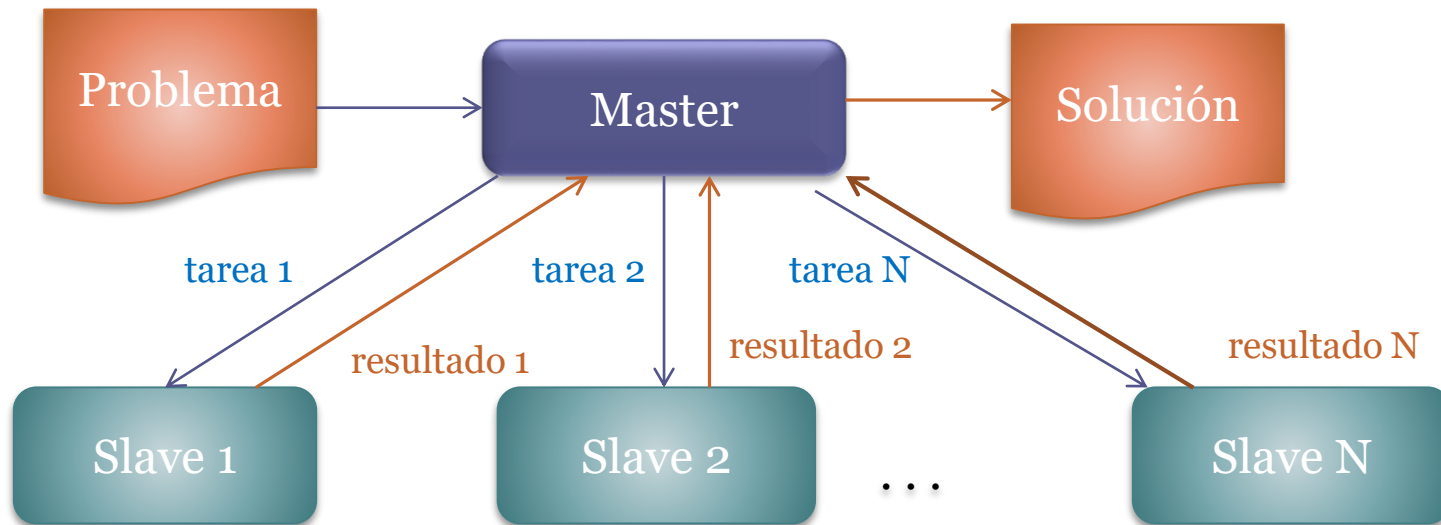 Problema
Master
Solución
tarea 1
tarea 2
tarea N
resultado 1
resultado 2
resultado N
Slave 1
Slave 2
. . .
Slave N